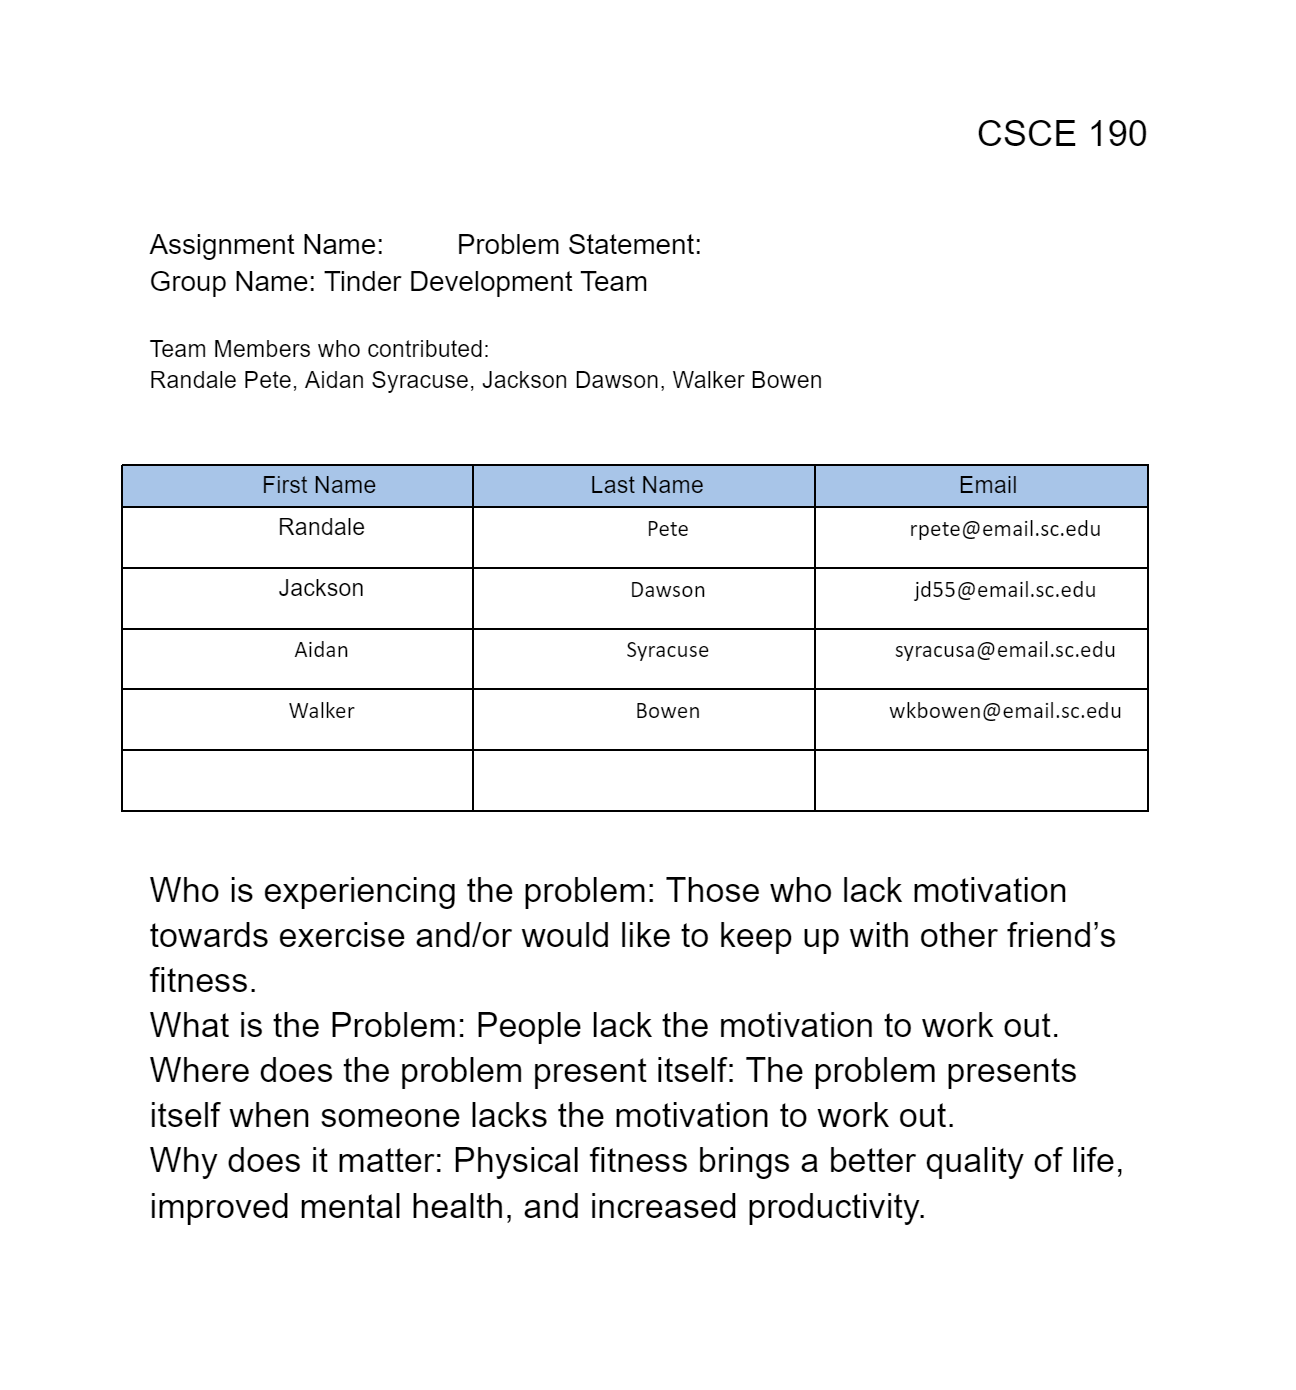 CSCE 190
Assignment Name: Problem Statement:
Group Name: Tinder Development Team
Team Members who contributed:
Randale Pete, Aidan Syracuse, Jackson Dawson, Walker Bowen
First Name Last Name Email
Randale Pete rpete@email.sc.edu
Jackson Dawson jd55@email.sc.edu
Aidan Syracuse syracusa@email.sc.edu
Walker Bowen wkbowen@email.sc.edu
Who is experiencing the problem: Those who lack motivation
towards exercise and/or would like to keep up with other friend’s
fitness.
What is the Problem: People lack the motivation to work out.
Where does the problem present itself: The problem presents
itself when someone lacks the motivation to work out.
Why does it matter: Physical fitness brings a better quality of life,
improved mental health, and increased productivity.